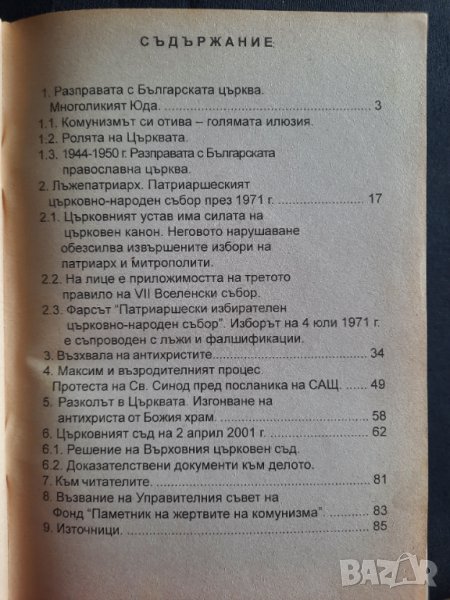 СЪДЪРЖАНИЕ
1. Разправата с Българската църква.
Многоликият Юда. 3
1.1. Комунизмът си отива – голямата илюзия.
1.2. Ролята на Църквата.
1.3. 1944-1950 г. Разправата с Българската
православна църква.
2. Лъжепатриарх. Патриаршеският
църковно-народен събор през 1971 г. 17
2.1. Църковният устав има силата на
църковен канон. Неговото нарушаване
обезсилва извършените избори на
патриарх и митрополити.
2.2. На лице е приложимостта на третото
правило на VII Вселенски събор.
2.3. Фарсът “Патриаршески избирателен
църковно-народен събор”. Изборът на 4 юли 1971 г.
е съпроводен с лъжи и фалшификации.
3. Възхвала на антихристите. 34
4. Максим и възродителният процес
Протеста на Св. Синод пред посланика на САЩ. 49
5. Разколът в Църквата. Изгонване на
антихриста от Божия храм. 58
6. Църковният съд на 2 април 2001 г. 62
6.1. Решение на Върховния църковен съд.
6.2. Доказателствени документи към делото.
7. Към читателите. 81
8. Възвание на Управителния съвет на
Фонд “Паметник на жертвите на комунизма”. 83
9. Източници. 85
BAZAR